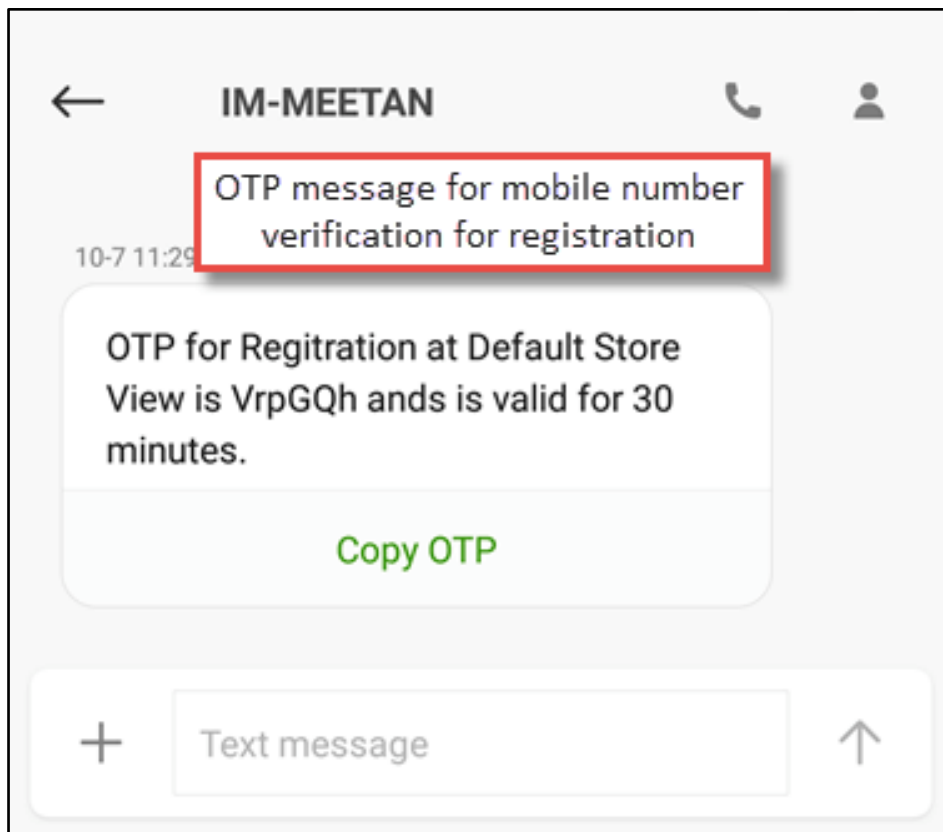 IM-MEETAN
OTP message for mobile number
verification for registration
10-7 11:29
OTP for Regitration at Default Store
View is VrpGQh ands is valid for 30
minutes.
Copy OTP
Text message